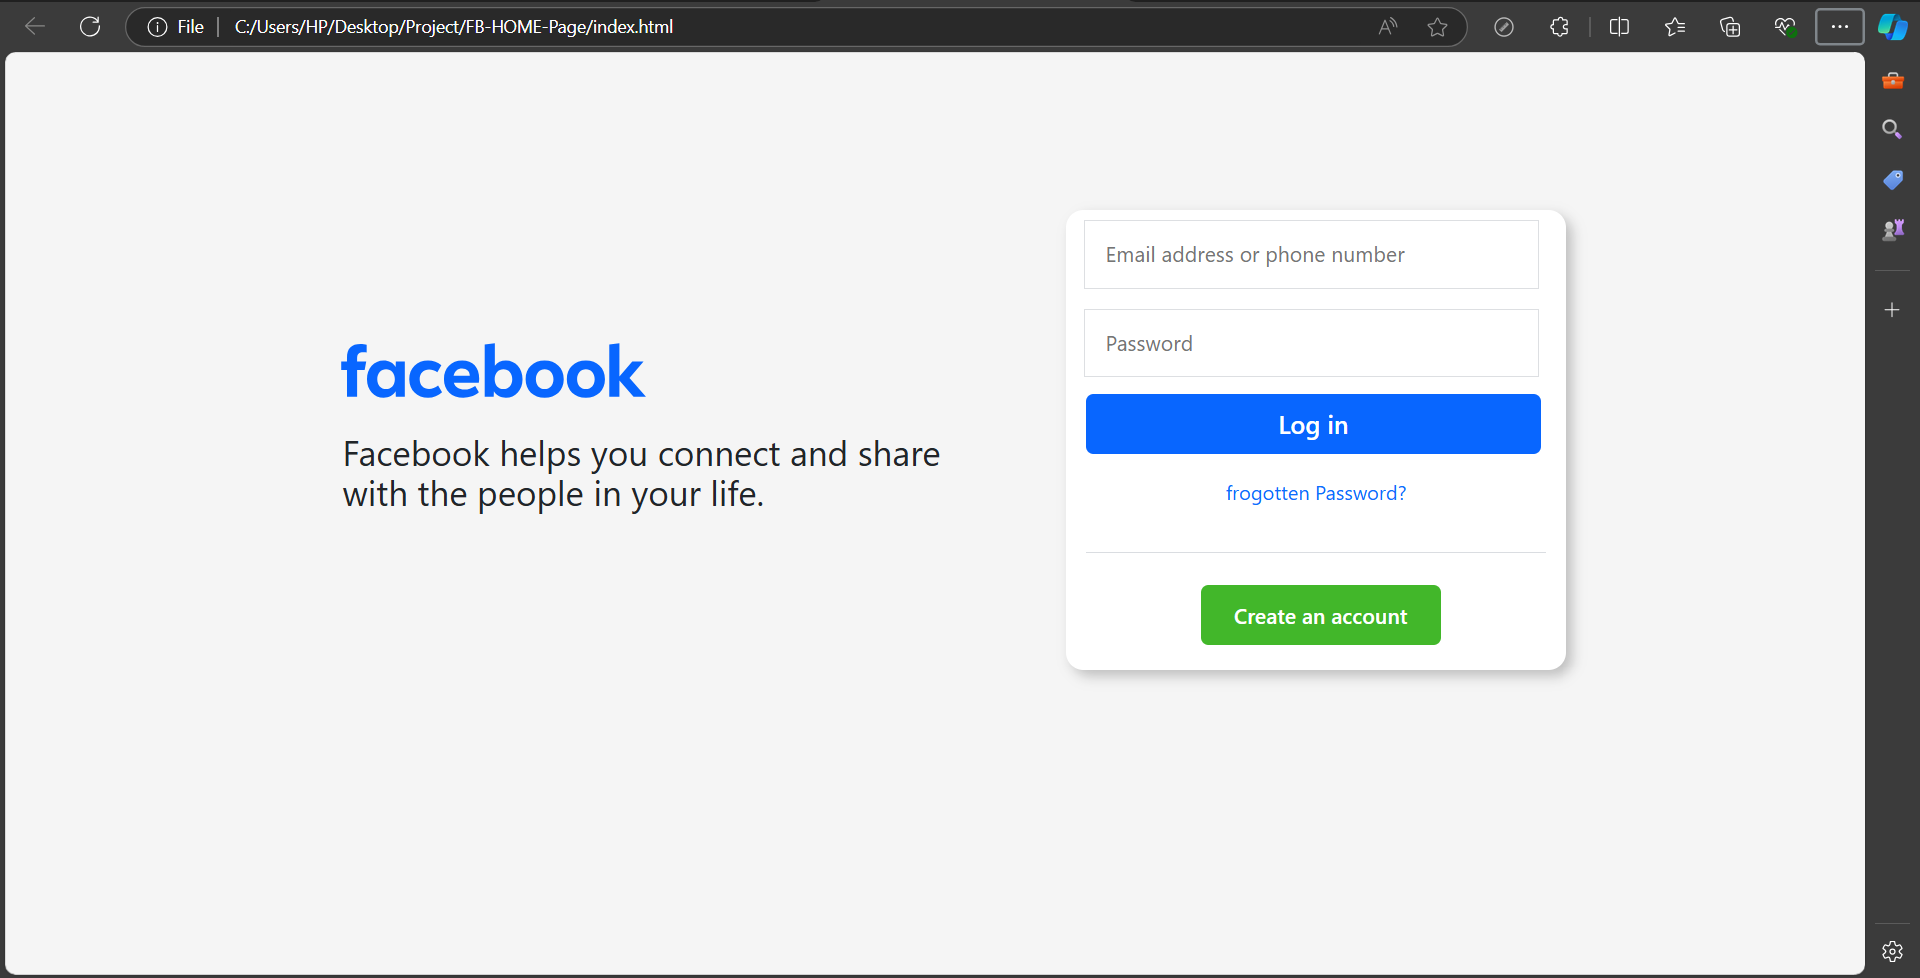 File C:/Users/HP/Desktop/Project/FB-HOME-Page/index.html
facebook
Facebook helps you connect and share
with the people in your life.
Email address or phone number
Password
Log in
frogotten Password?
Create an account